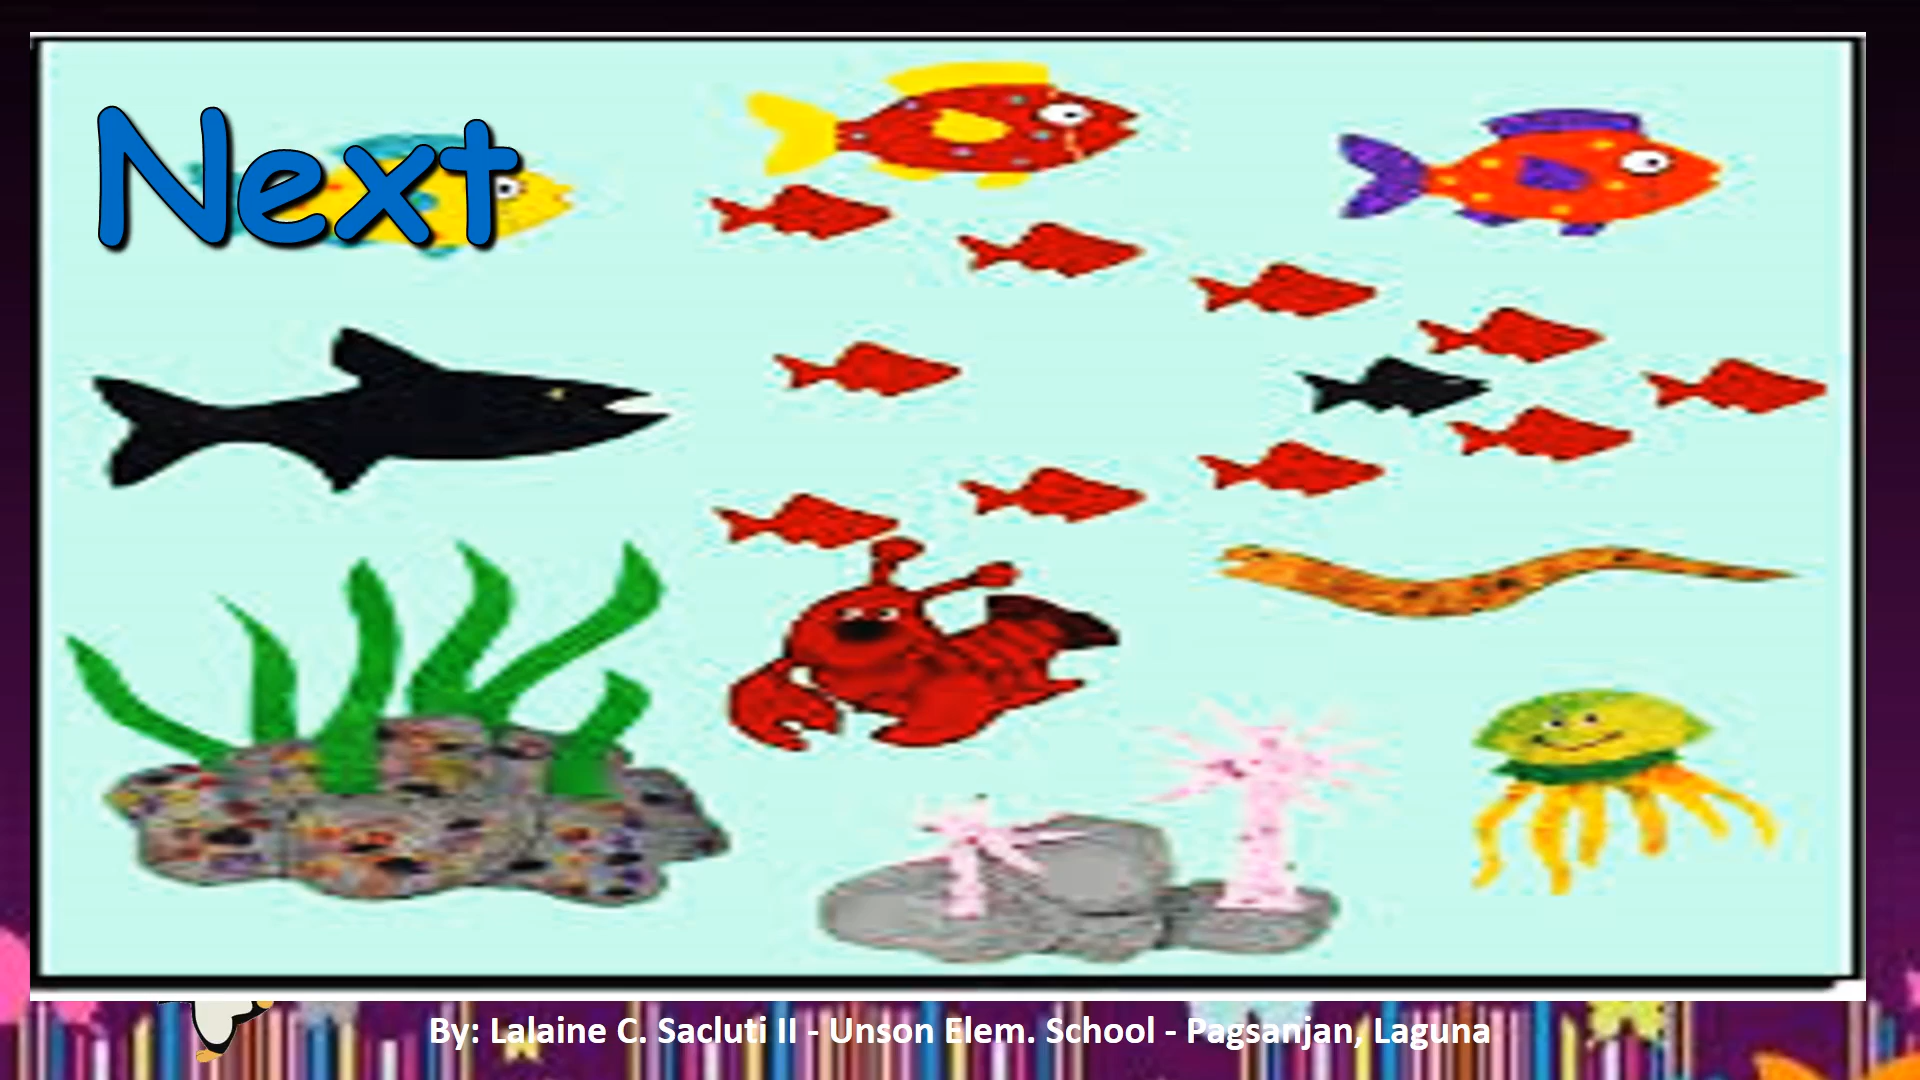 Next
By: Lalaine C. Sacluti II - Unson Elem. School - Pagsanjan, Laguna